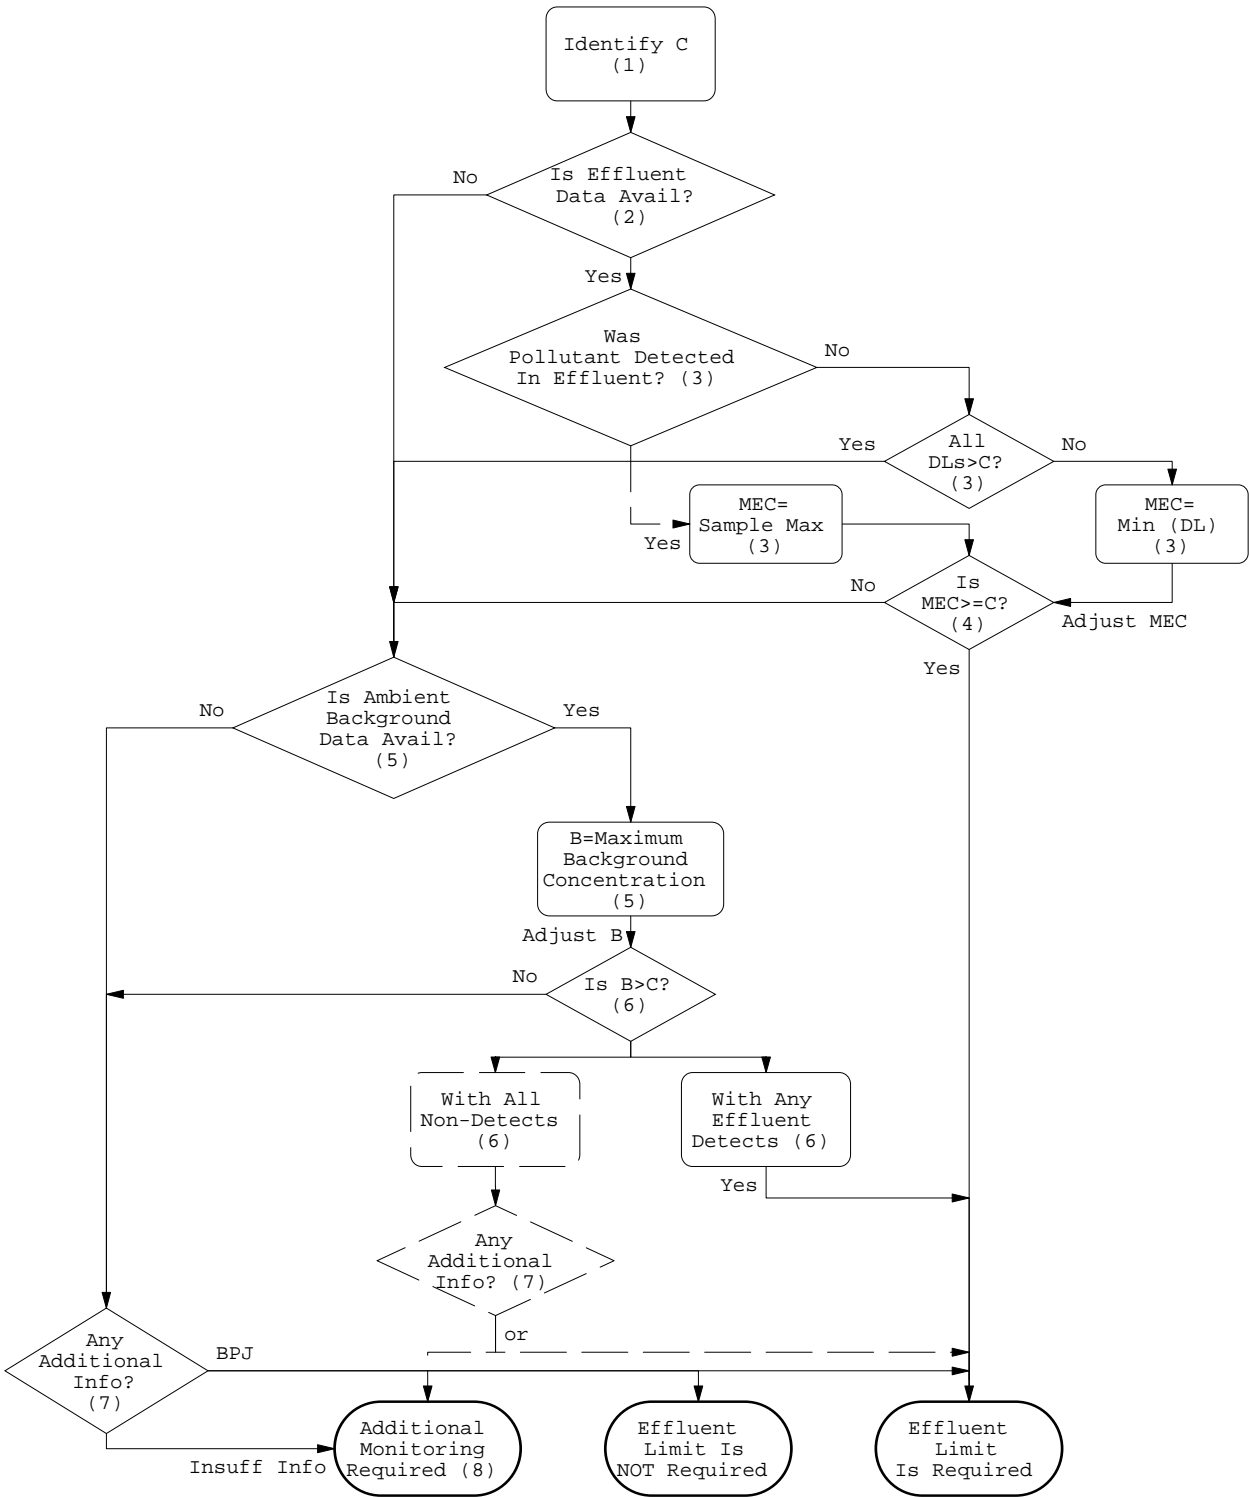 Identify C
(1)
No
Is Effluent
Data Avail?
(2)
Yes
Was
Pollutant Detected
In Effluent? (3)
No
Yes
All
DLs>C?
(3)
No
MEC=
Sample Max
(3)
Yes
MEC=
Min (DL)
(3)
No
Is
MEC>=C?
(4)
Adjust MEC
Yes
No
Is Ambient
Background
Data Avail?
(5)
Yes
B=Maximum
Background
Concentration
(5)
Adjust B
No
Is B>C?
(6)
With All
Non-Detects
(6)
With Any
Effluent
Detects (6)
Yes
Any
Additional
Info? (7)
or
Any
Additional
Info?
(7)
BPJ
Insuff Info
Additional
Monitoring
Required (8)
Effluent
Limit Is
NOT Required
Effluent
Limit
Is Required